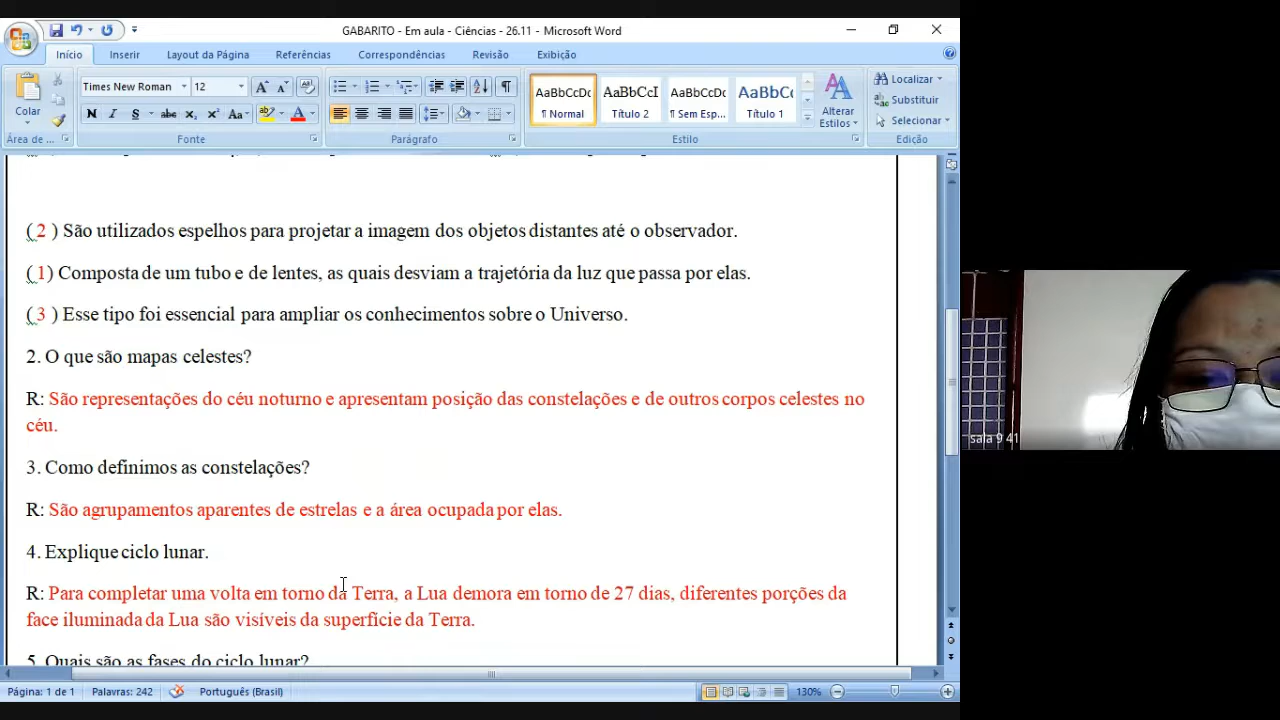 GABARITO - Em aula - Ciências - 26.11 - Microsoft Word
Início Inserir Layout da Página Referências Correspondências Revisão Exibição
Times New Roman 12
AaBbCcDc AaBbCcI AaBbCcDc AaBbC
Localizar
Substituir
Selecionar
Colar
N I S abc x₂ x² Aa
¶ Normal Título 2 ¶ Sem Esp... Título 1
Alterar
Estilos
Área de ... Fonte Parágrafo Estilo Edição
( 2 ) São utilizados espelhos para projetar a imagem dos objetos distantes até o observador.
( 1) Composta de um tubo e de lentes, as quais desviam a trajetória da luz que passa por elas.
( 3 ) Esse tipo foi essencial para ampliar os conhecimentos sobre o Universo.
2. O que são mapas celestes?
R: São representações do céu noturno e apresentam posição das constelações e de outros corpos celestes no
céu.
3. Como definimos as constelações?
R: São agrupamentos aparentes de estrelas e a área ocupada por elas.
4. Explique ciclo lunar.
R: Para completar uma volta em torno da Terra, a Lua demora em torno de 27 dias, diferentes porções da
face iluminada da Lua são visíveis da superfície da Terra.
5. Quais são as fases do ciclo lunar?
Página: 1 de 1 Palavras: 242 Português (Brasil) 130%
sala 9 41